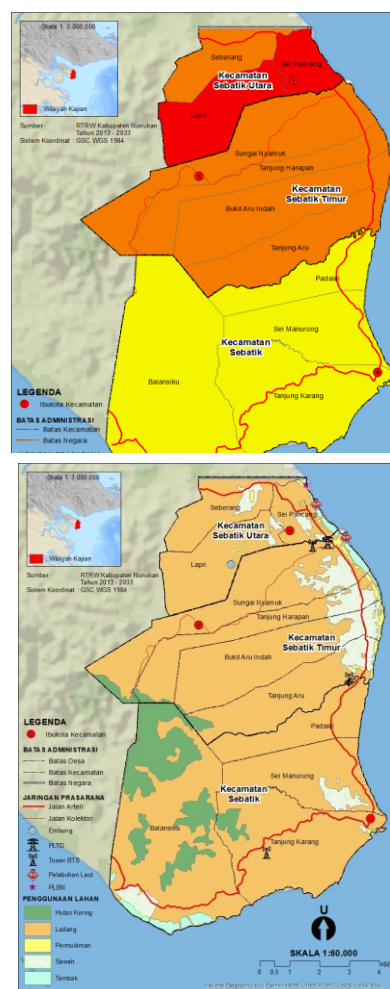 Skala 1: 3.000.000
Wilayah Kajian
Sumber : RTRW Kabupaten Nunukan
Tahun 2013 - 2033
Sistem Koordinat : GSC WGS 1984
Seberang
Sei Pancang
Kecamatan
Sebatik Utara
Lapri
Sungai Nyamuk
Tanjung Harapan
Kecamatan
Sebatik Timur
Bukit Aru Indah
Tanjung Aru
Padaidi
Sei Manurung
Kecamatan
Sebatik
Balansiku
Tanjung Karang
LEGENDA
Ibukota Kecamatan
BATAS ADMINISTRASI
Batas Kecamatan
Batas Negara
Skala 1: 3.000.000
Wilayah Kajian
Sumber : RTRW Kabupaten Nunukan
Tahun 2013 - 2033
Sistem Koordinat : GSC WGS 1984
Seberang
Sei Pancang
Kecamatan
Sebatik Utara
Lapri
Sungai Nyamuk
Tanjung Harapan
Kecamatan
Sebatik Timur
Bukit Aru Indah
Tanjung Aru
Padaidi
Sei Manurung
Kecamatan
Sebatik
Balansiku
Tanjung Karang
LEGENDA
Ibukota Kecamatan
BATAS ADMINISTRASI
Batas Desa
Batas Kecamatan
Batas Negara
JARINGAN PRASARANA
Jalan Arteri
Jalan Kolektor
Embung
PLTD
Tower BTS
Pelabuhan Laut
PLBN
PENGGUNAAN LAHAN
Hutan Kering
Ladang
Permukiman
Sawah
Tambak
U
SKALA 1:60.000
0 0,5 1 2 3 4
KM